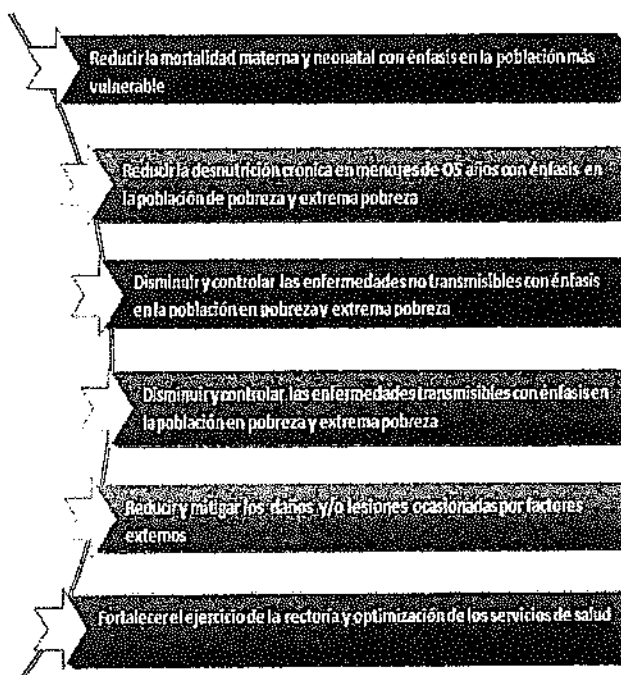 Reducir la mortalidad materna y neonatal con énfasis en la población más
vulnerable
Reducir la desnutrición cronica en menores de 05 años con énfasis en
la población de pobreza y extrema pobreza
Disminuir y controlar las enfermedades no transmisibles con énfasis
en la población en pobreza y extrema pobreza
Disminuir y controlar las enfermedades transmisibles con énfasis en
la población en pobreza y extrema pobreza
Reducir y mitigar los danos y/o lesiones ocasionadas por factores
externos
Fortalecer el ejercicio de la rectoría y optimización de los servicios de salud